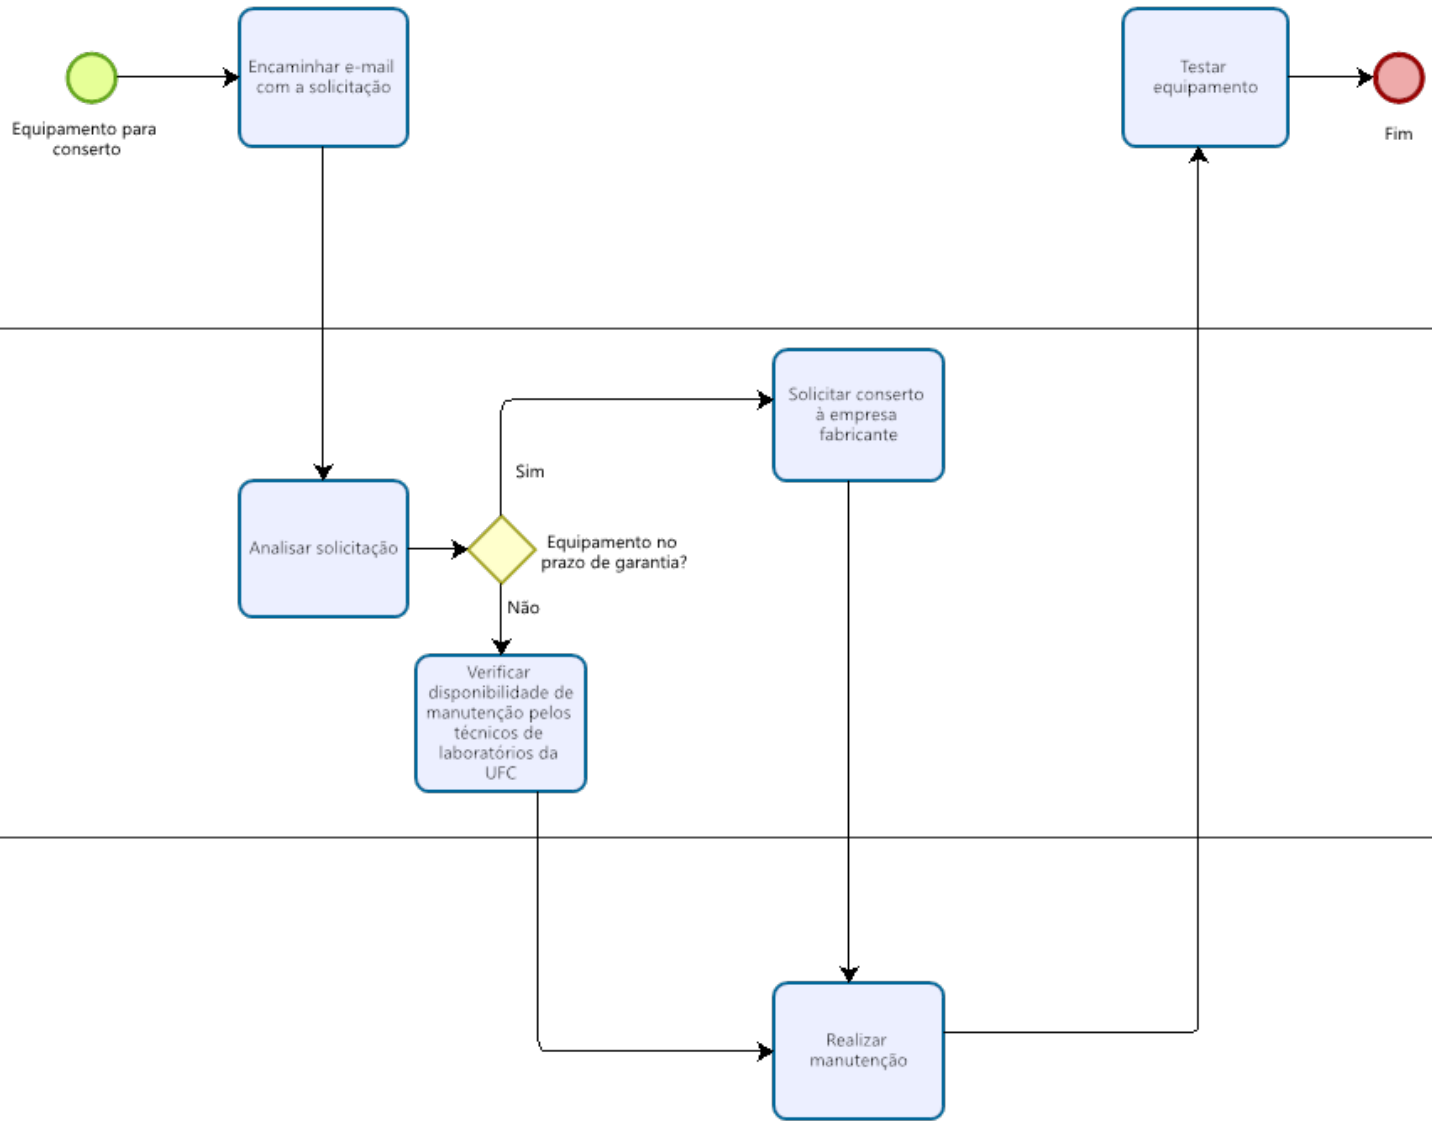 Equipamento para
conserto
Encaminhar e-mail
com a solicitação
Testar
equipamento
Fim
Solicitar conserto
à empresa
fabricante
Sim
Analisar solicitação
Equipamento no
prazo de garantia?
Não
Verificar
disponibilidade de
manutenção pelos
técnicos de
laboratórios da
UFC
Realizar
manutenção